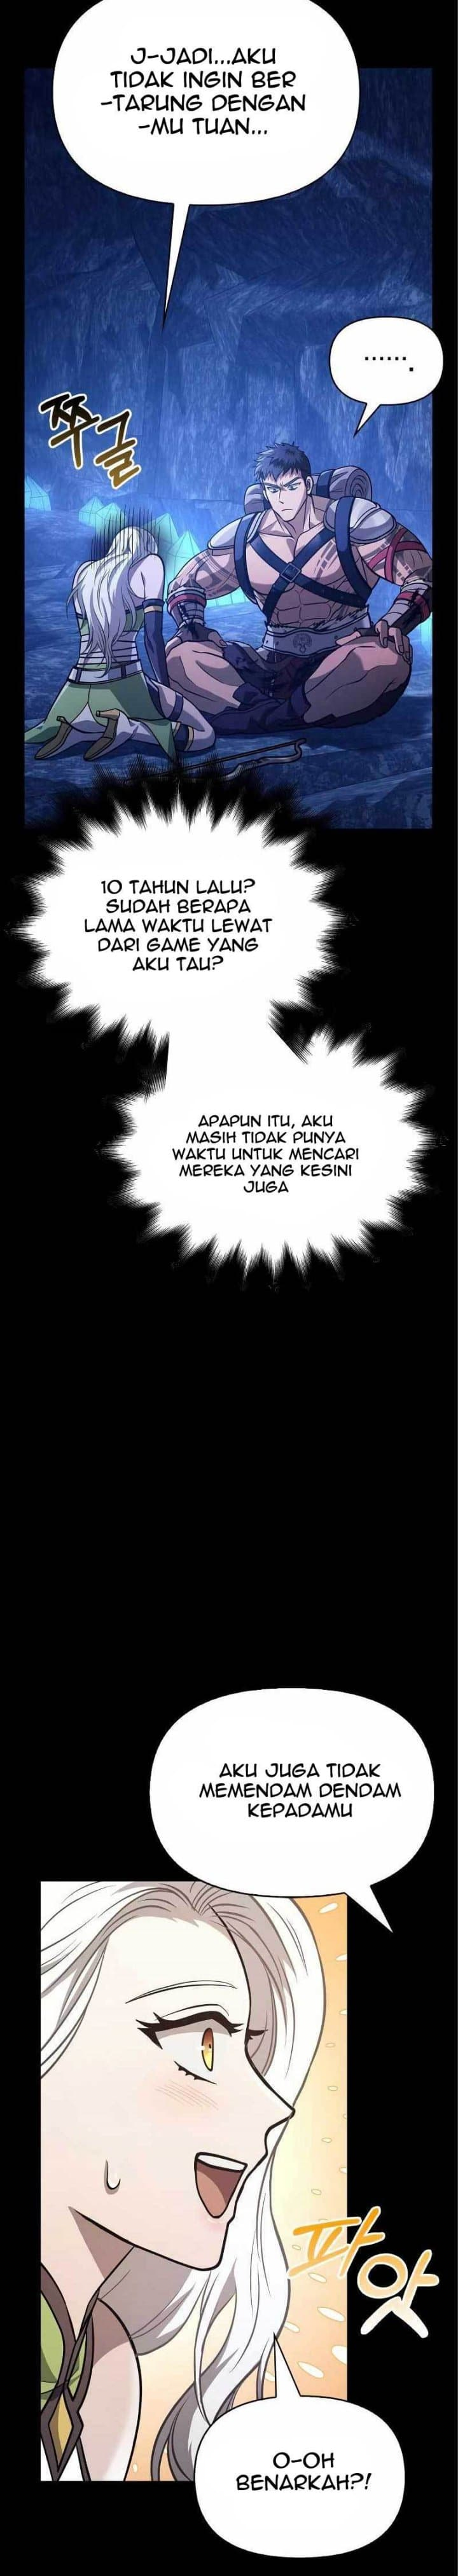 J-JADI...AKU
TIDAK INGIN BER
-TARUNG DENGAN
-MU TUAN...
.......
쭈글
10 TAHUN LALU?
SUDAH BERAPA
LAMA WAKTU LEWAT
DARI GAME YANG
AKU TAU?
APAPUN ITU, AKU
MASIH TIDAK PUNYA
WAKTU UNTUK MENCARI
MEREKA YANG KESINI
JUGA
AKU JUGA TIDAK
MEMENDAM DENDAM
KEPADAMU
파앗
O-OH
BENARKAH?!